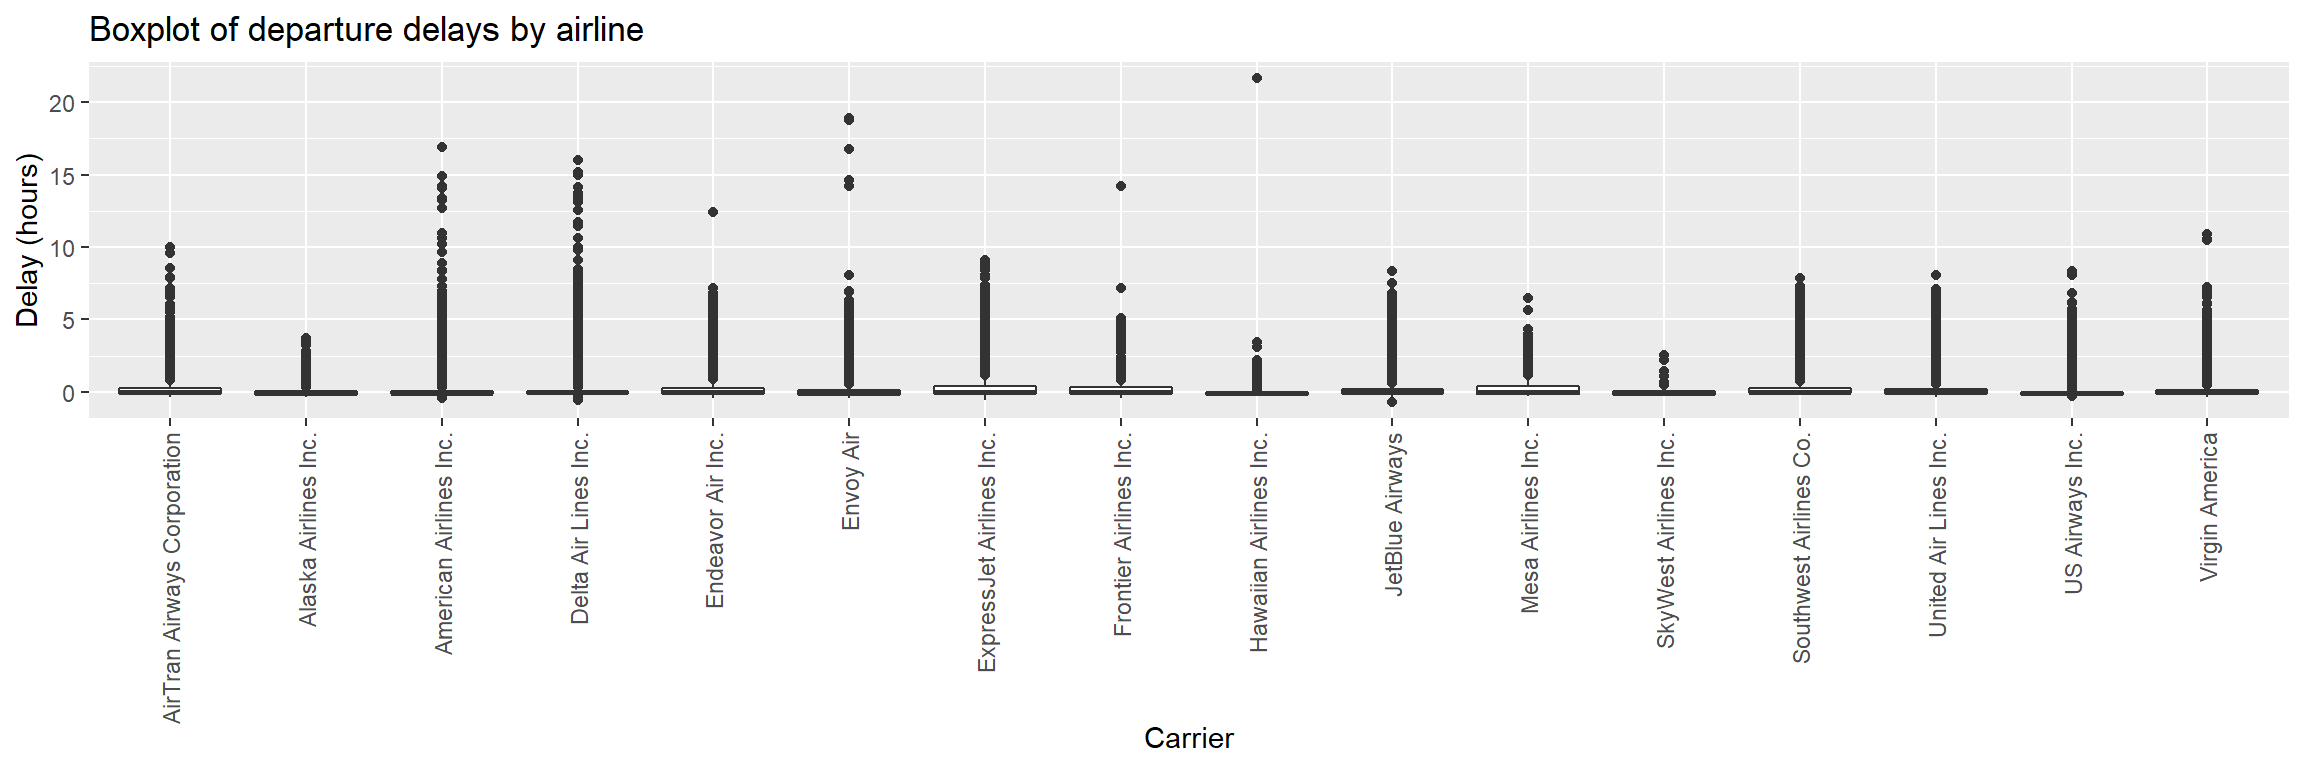 Boxplot of departure delays by airline
Delay (hours)
20
15
10
5
0
AirTran Airways Corporation
Alaska Airlines Inc.
American Airlines Inc.
Delta Air Lines Inc.
Endeavor Air Inc.
Envoy Air
ExpressJet Airlines Inc.
Frontier Airlines Inc.
Hawaiian Airlines Inc.
JetBlue Airways
Mesa Airlines Inc.
SkyWest Airlines Inc.
Southwest Airlines Co.
United Air Lines Inc.
US Airways Inc.
Virgin America
Carrier